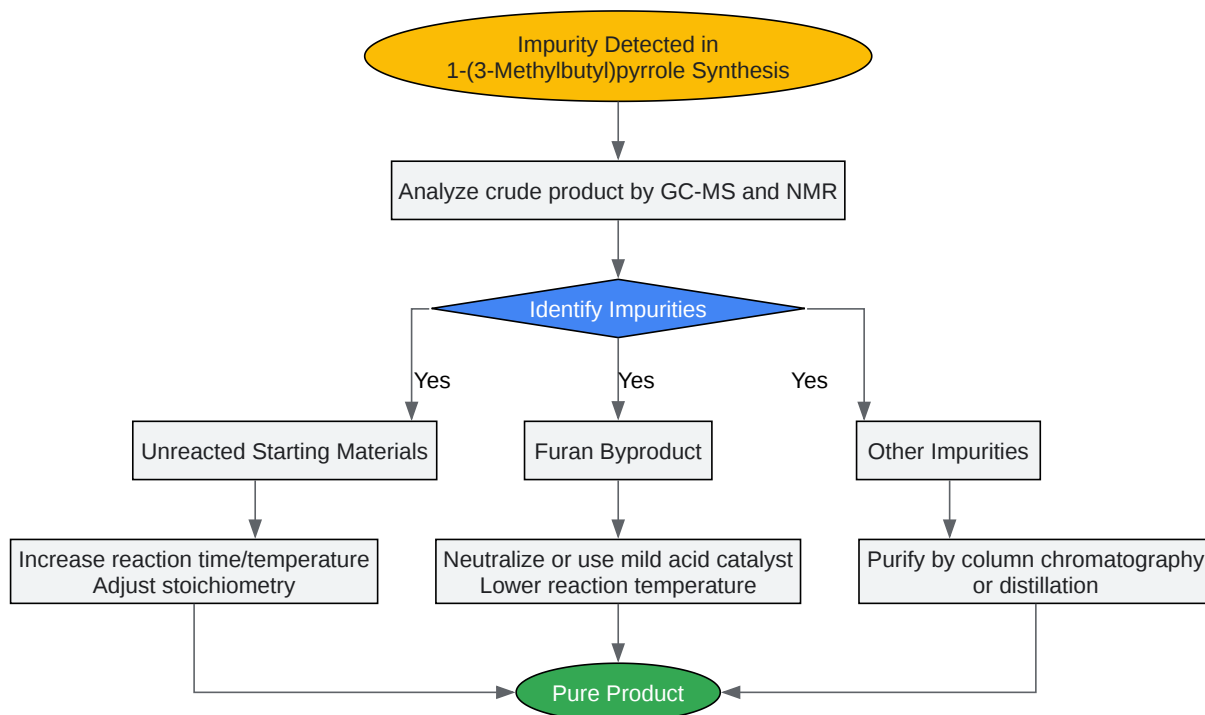 Impurity Detected in
1-(3-Methylbutyl)pyrrole Synthesis
Analyze crude product by GC-MS and NMR
Identify Impurities
Yes
Yes
Yes
Unreacted Starting Materials
Furan Byproduct
Other Impurities
Increase reaction time/temperature
Adjust stoichiometry
Neutralize or use mild acid catalyst
Lower reaction temperature
Purify by column chromatography
or distillation
Pure Product